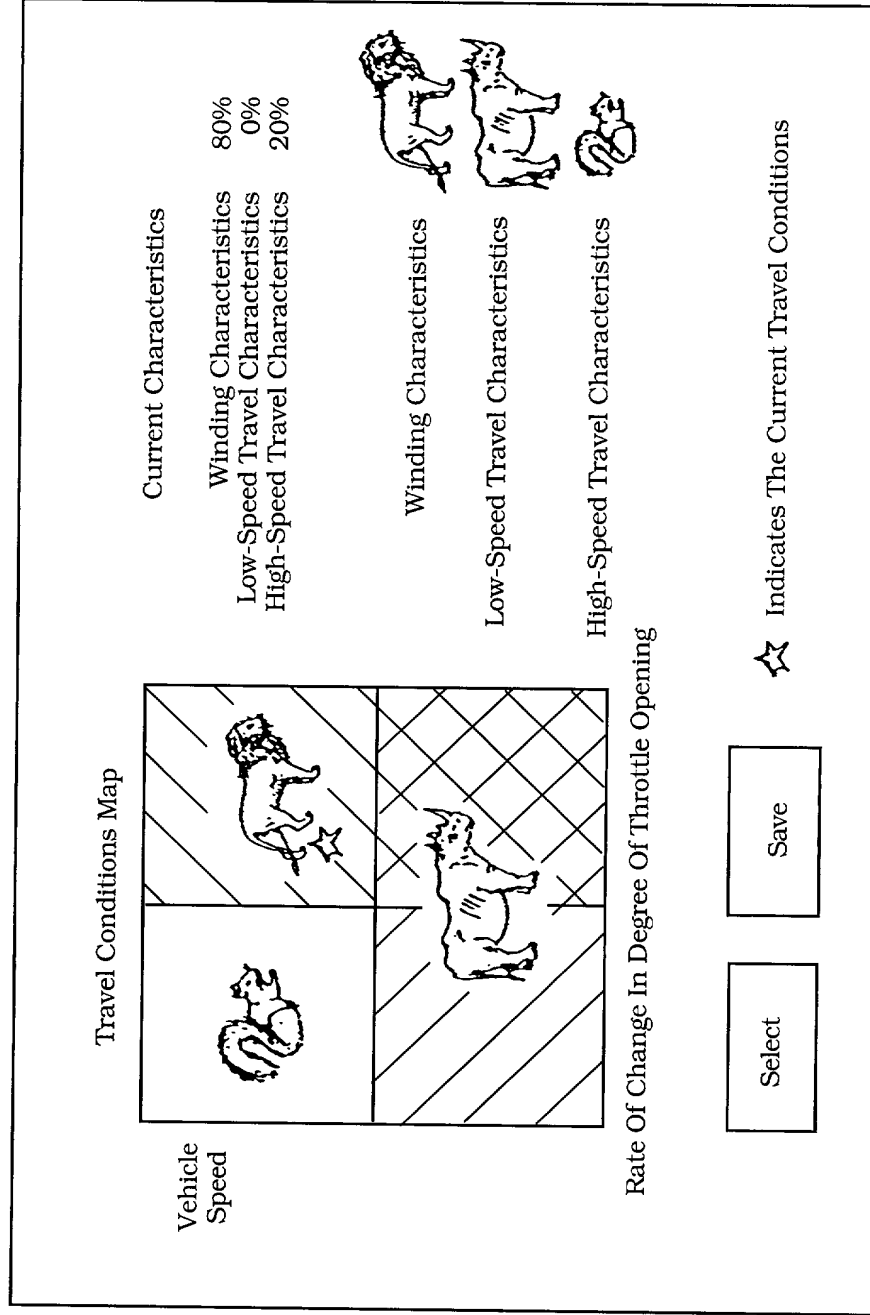 Travel Conditions Map
Vehicle
Speed
Rate Of Change In Degree Of Throttle Opening
Current Characteristics
Winding Characteristics 80%
Low-Speed Travel Characteristics 0%
High-Speed Travel Characteristics 20%
Winding Characteristics
Low-Speed Travel Characteristics
High-Speed Travel Characteristics
Select
Save
Indicates The Current Travel Conditions